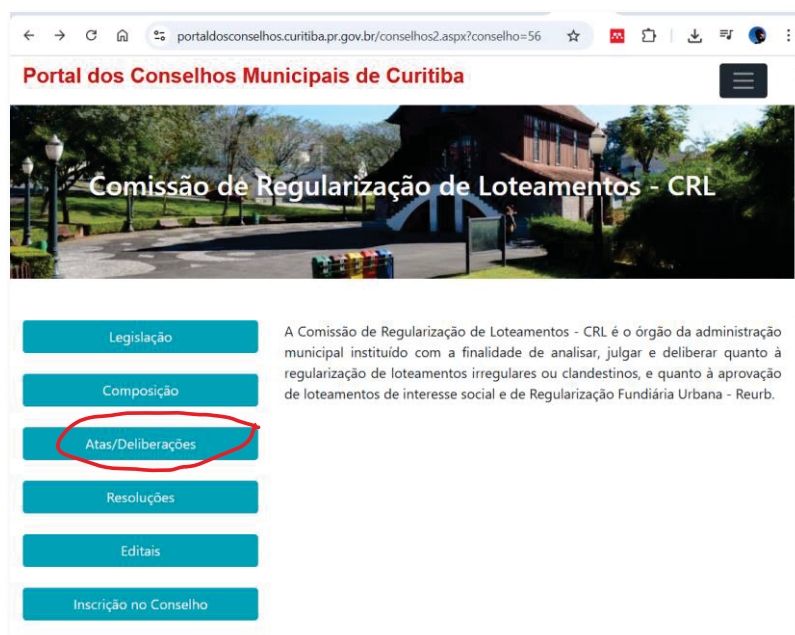 portaldosconselhos.curitiba.pr.gov.br/conselhos2.aspx?conselho=56
Portal dos Conselhos Municipais de Curitiba
Comissão de Regularização de Loteamentos - CRL
Legislação
Composição
Atas/Deliberações
Resoluções
Editais
Inscrição no Conselho
A Comissão de Regularização de Loteamentos - CRL é o órgão da administração
municipal instituído com a finalidade de analisar, julgar e deliberar quanto à
regularização de loteamentos irregulares ou clandestinos, e quanto à aprovação
de loteamentos de interesse social e de Regularização Fundiária Urbana - Reurb.